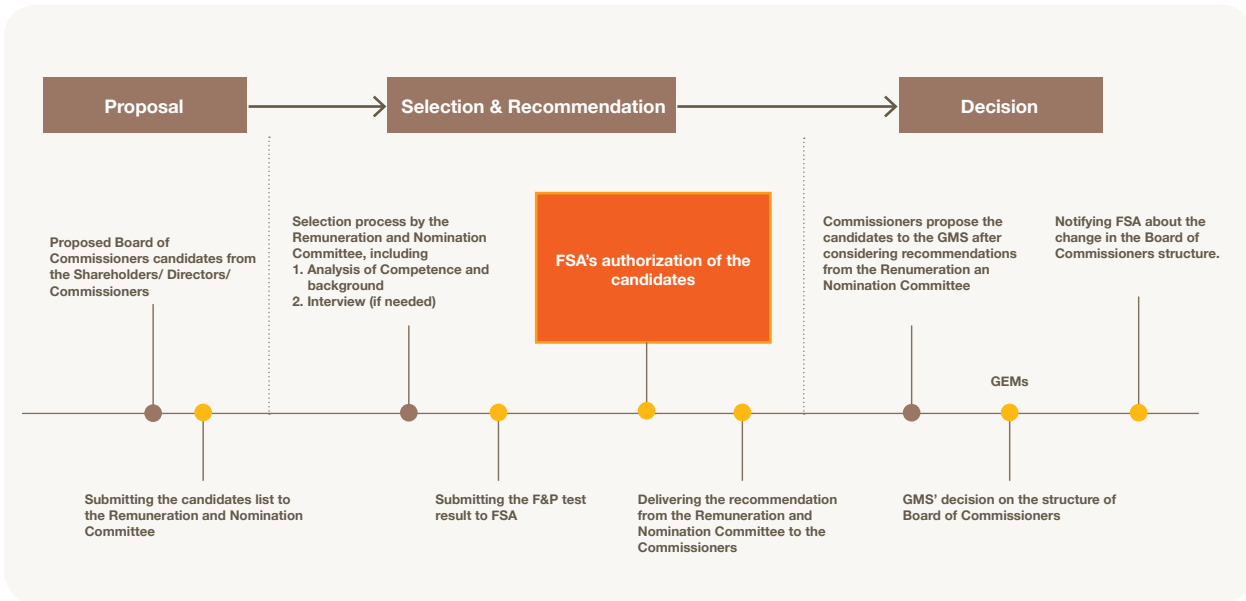 Proposal
Selection & Recommendation
Decision
Proposed Board of
Commissioners candidates from
the Shareholders/ Directors/
Commissioners
Selection process by the
Remuneration and Nomination
Committee, including
1. Analysis of Competence and
background
2. Interview (if needed)
FSA's authorization of the
candidates
Commissioners propose the
candidates to the GMS after
considering recommendations
from the Renumeration an
Nomination Committee
Notifying FSA about the
change in the Board of
Commissioners structure.
GEMs
Submitting the candidates list to
the Remuneration and Nomination
Committee
Submitting the F&P test
result to FSA
Delivering the recommendation
from the Remuneration and
Nomination Committee to the
Commissioners
GMS' decision on the structure of
Board of Commissioners